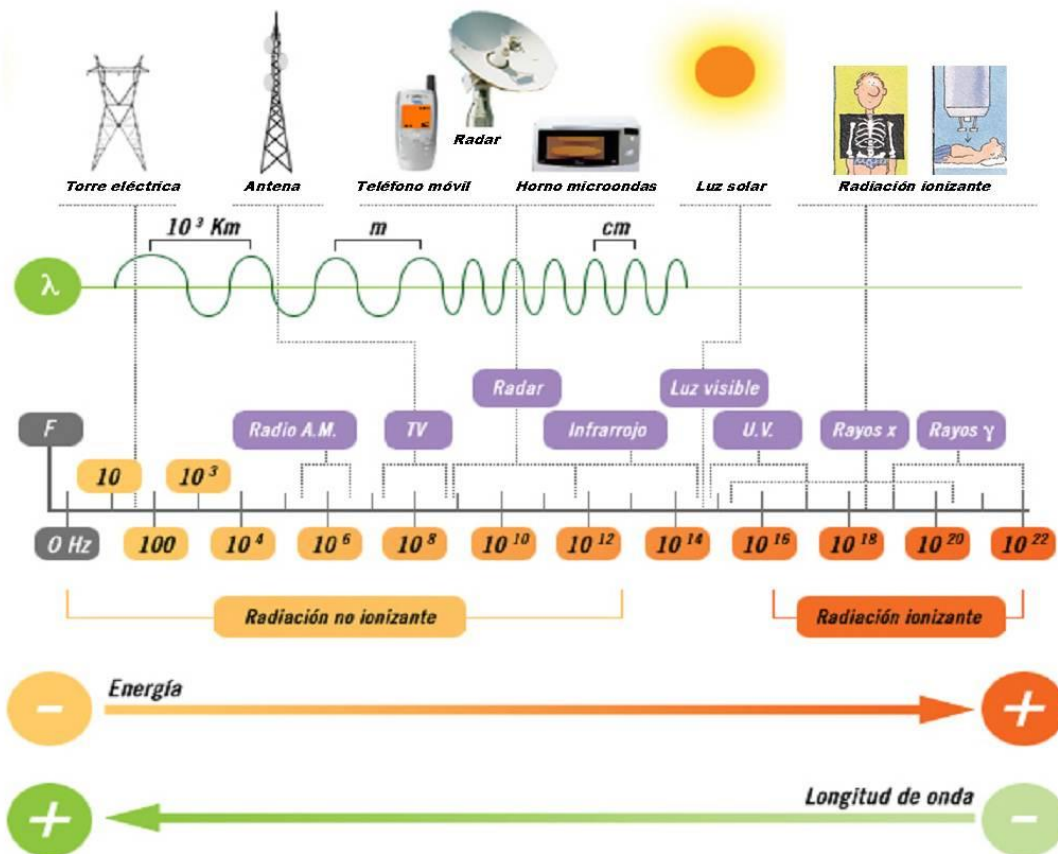 Radar
Torre eléctrica
Antena
Teléfono móvil
Horno microondas
Luz solar
Radiación ionizante
10³ Km
m
cm
λ
Radar
Luz visible
F
Radio A.M.
TV
Infrarrojo
U.V.
Rayos x
Rayos γ
10
10³
0 Hz
100
10⁴
10⁶
10⁸
10¹⁰
10¹²
10¹⁴
10¹⁶
10¹⁸
10²⁰
10²²
Radiación no ionizante
Radiación ionizante
Energía
-
+
Longitud de onda
+
-